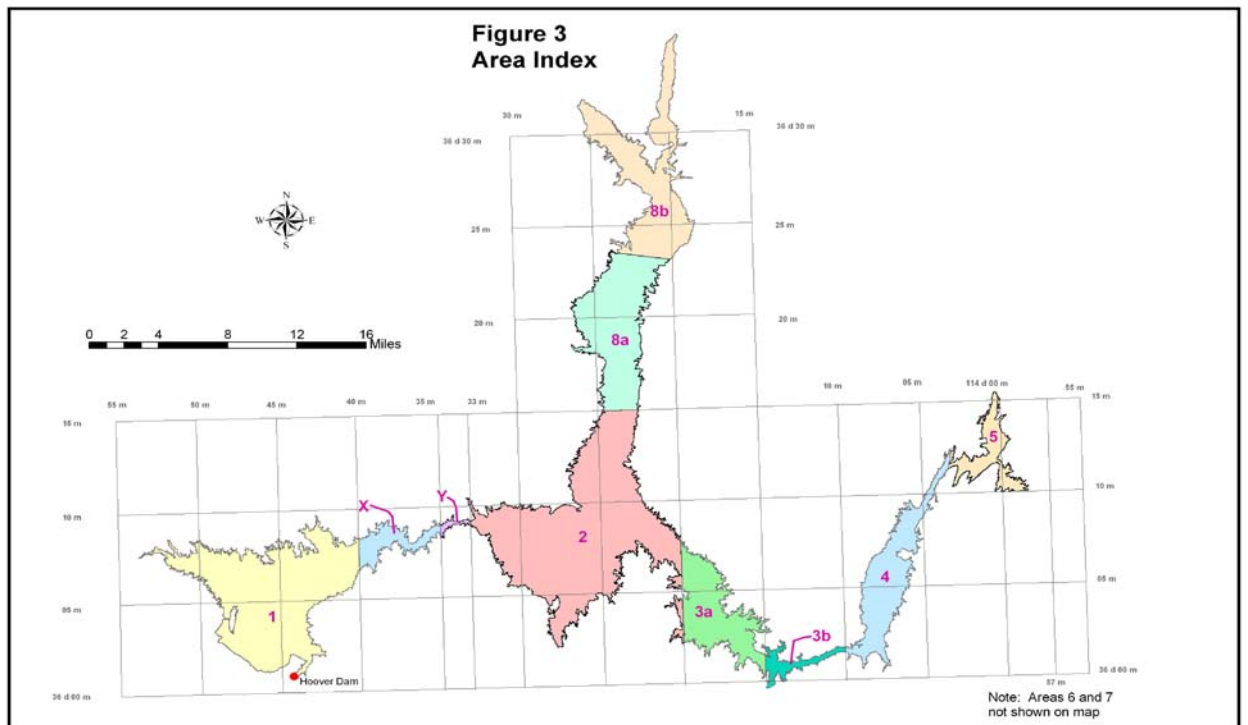 Figure 3
Area Index
30 m
15 m
36 d 30 m
36 d 30 m
N
W
E
S
8b
25 m
25 m
0 2 4 8 12 16
Miles
20 m
20 m
8a
55 m
50 m
45 m
40 m
35 m
33 m
10 m
05 m
114 d 00 m
55 m
15 m
15 m
5
X
Y
10 m
10 m
2
4
05 m
05 m
1
3a
3b
Hoover Dam
36 d 00 m
36 d 00 m
57 m
Note: Areas 6 and 7
not shown on map